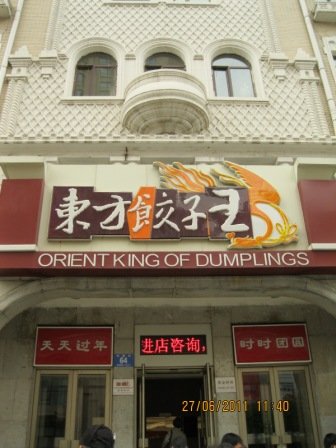 東方餃子王
ORIENT KING OF DUMPLINGS
天天过年
64
进店咨询,
时时团圆
27/06/2011 11:40